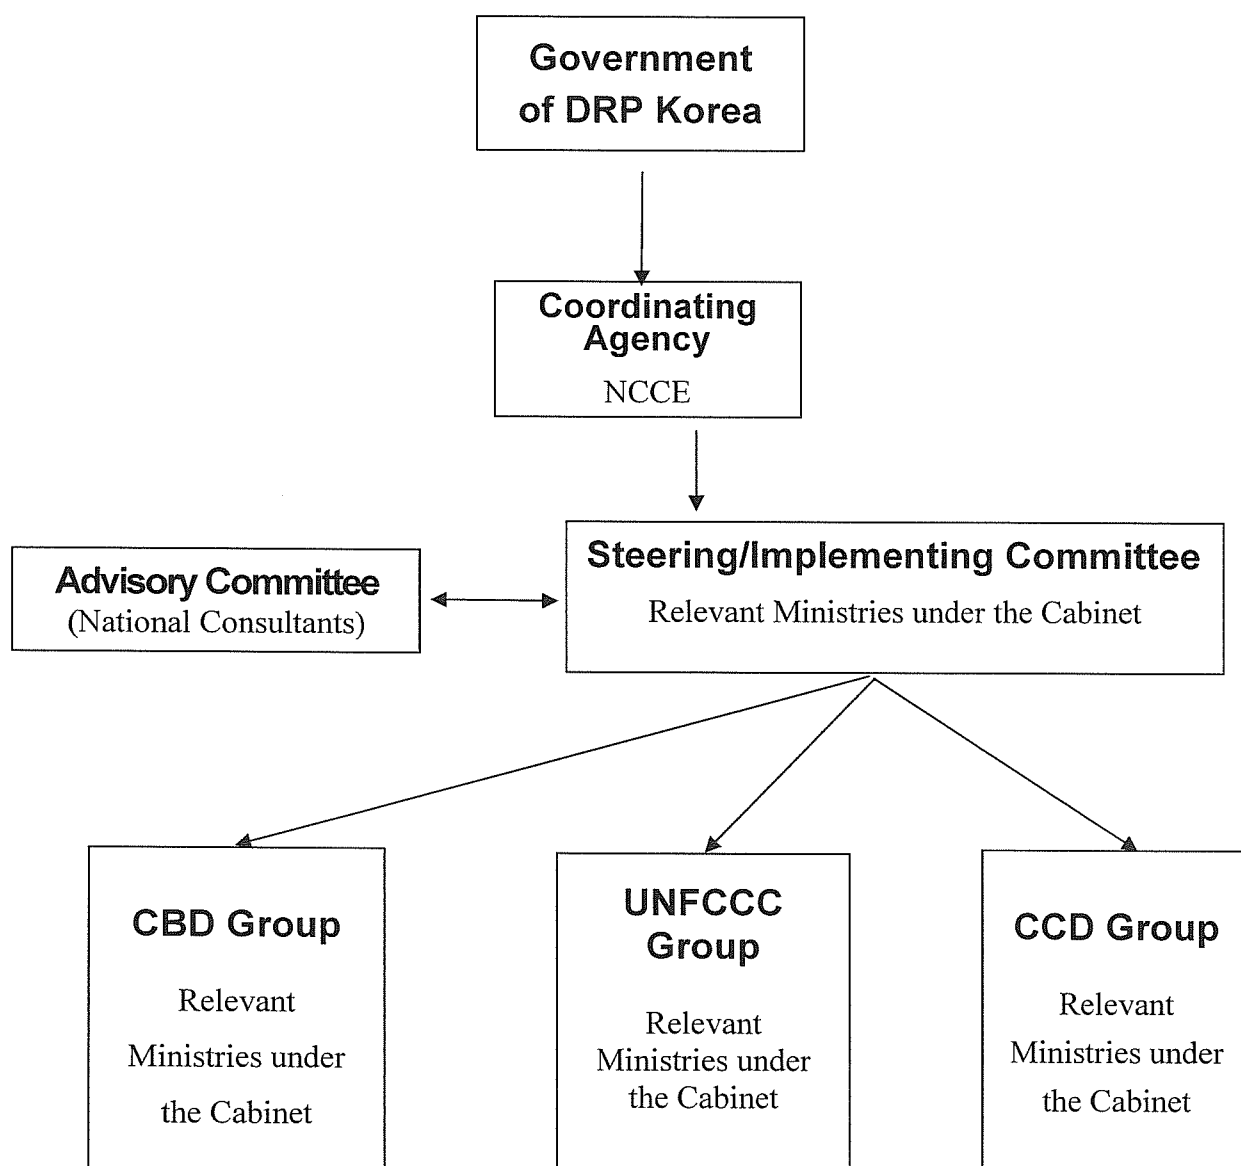 Government
of DRP Korea
Coordinating
Agency
NCCE
Advisory Committee
(National Consultants)
Steering/Implementing Committee
Relevant Ministries under the Cabinet
CBD Group
Relevant
Ministries under
the Cabinet
UNFCCC
Group
Relevant
Ministries under
the Cabinet
CCD Group
Relevant
Ministries under
the Cabinet